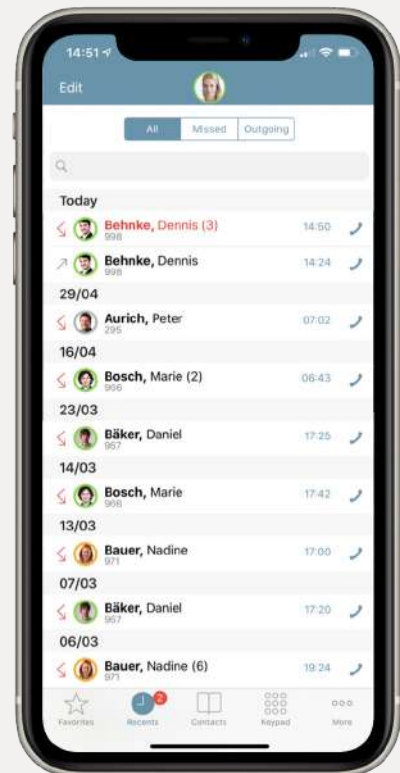 14:51
Edit
All Missed Outgoing
Today
Behnke, Dennis (3) 14:50
998
Behnke, Dennis 14:24
998
29/04
Aurich, Peter 07:02
295
16/04
Bosch, Marie (2) 06:43
966
23/03
Bäker, Daniel 17:25
967
14/03
Bosch, Marie 17:42
966
13/03
Bauer, Nadine 17:00
971
07/03
Bäker, Daniel 17:20
967
06/03
Bauer, Nadine (6) 19:24
971
2
Favorites Recents Contacts Keypad More